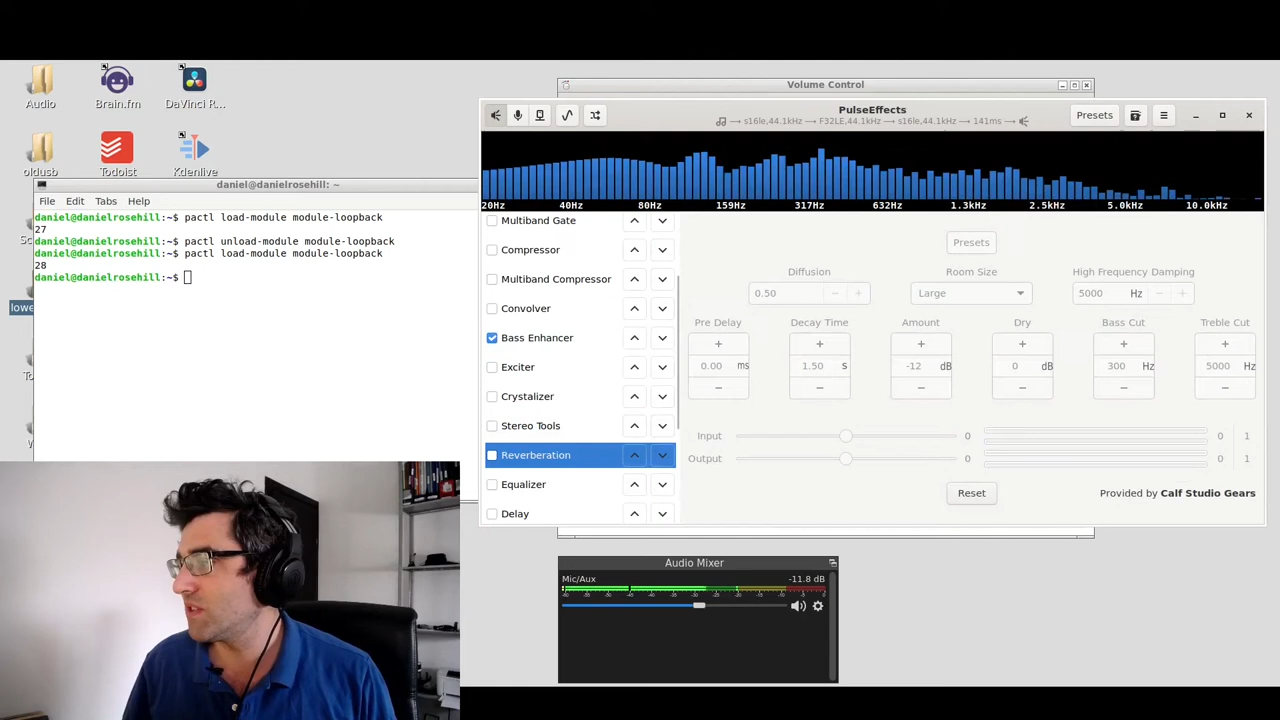 Audio
Brain.fm
DaVinci R...
Volume Control
PulseEffects
s16le,44.1kHz → F32LE,44.1kHz → s16le,44.1kHz → 141ms
Presets
oldusb
Todoist
Kdenlive
daniel@danielrosehill: ~
File Edit Tabs Help
daniel@danielrosehill:~$ pactl load-module module-loopback
27
daniel@danielrosehill:~$ pactl unload-module module-loopback
daniel@danielrosehill:~$ pactl load-module module-loopback
28
daniel@danielrosehill:~$
lowe
20Hz 40Hz 80Hz 159Hz 317Hz 632Hz 1.3kHz 2.5kHz 5.0kHz 10.0kHz
Multiband Gate
Compressor
Multiband Compressor
Convolver
Bass Enhancer
Exciter
Crystalizer
Stereo Tools
Reverberation
Equalizer
Delay
Presets
Diffusion Room Size High Frequency Damping
0.50 − + Large 5000 Hz − +
Pre Delay Decay Time Amount Dry Bass Cut Treble Cut
+ + + + + +
0.00 ms 1.50 s -12 dB 0 dB 300 Hz 5000 Hz
− − − − − −
Input 0 0 1
Output 0 0 1
Reset
Provided by Calf Studio Gears
Audio Mixer
Mic/Aux -11.8 dB